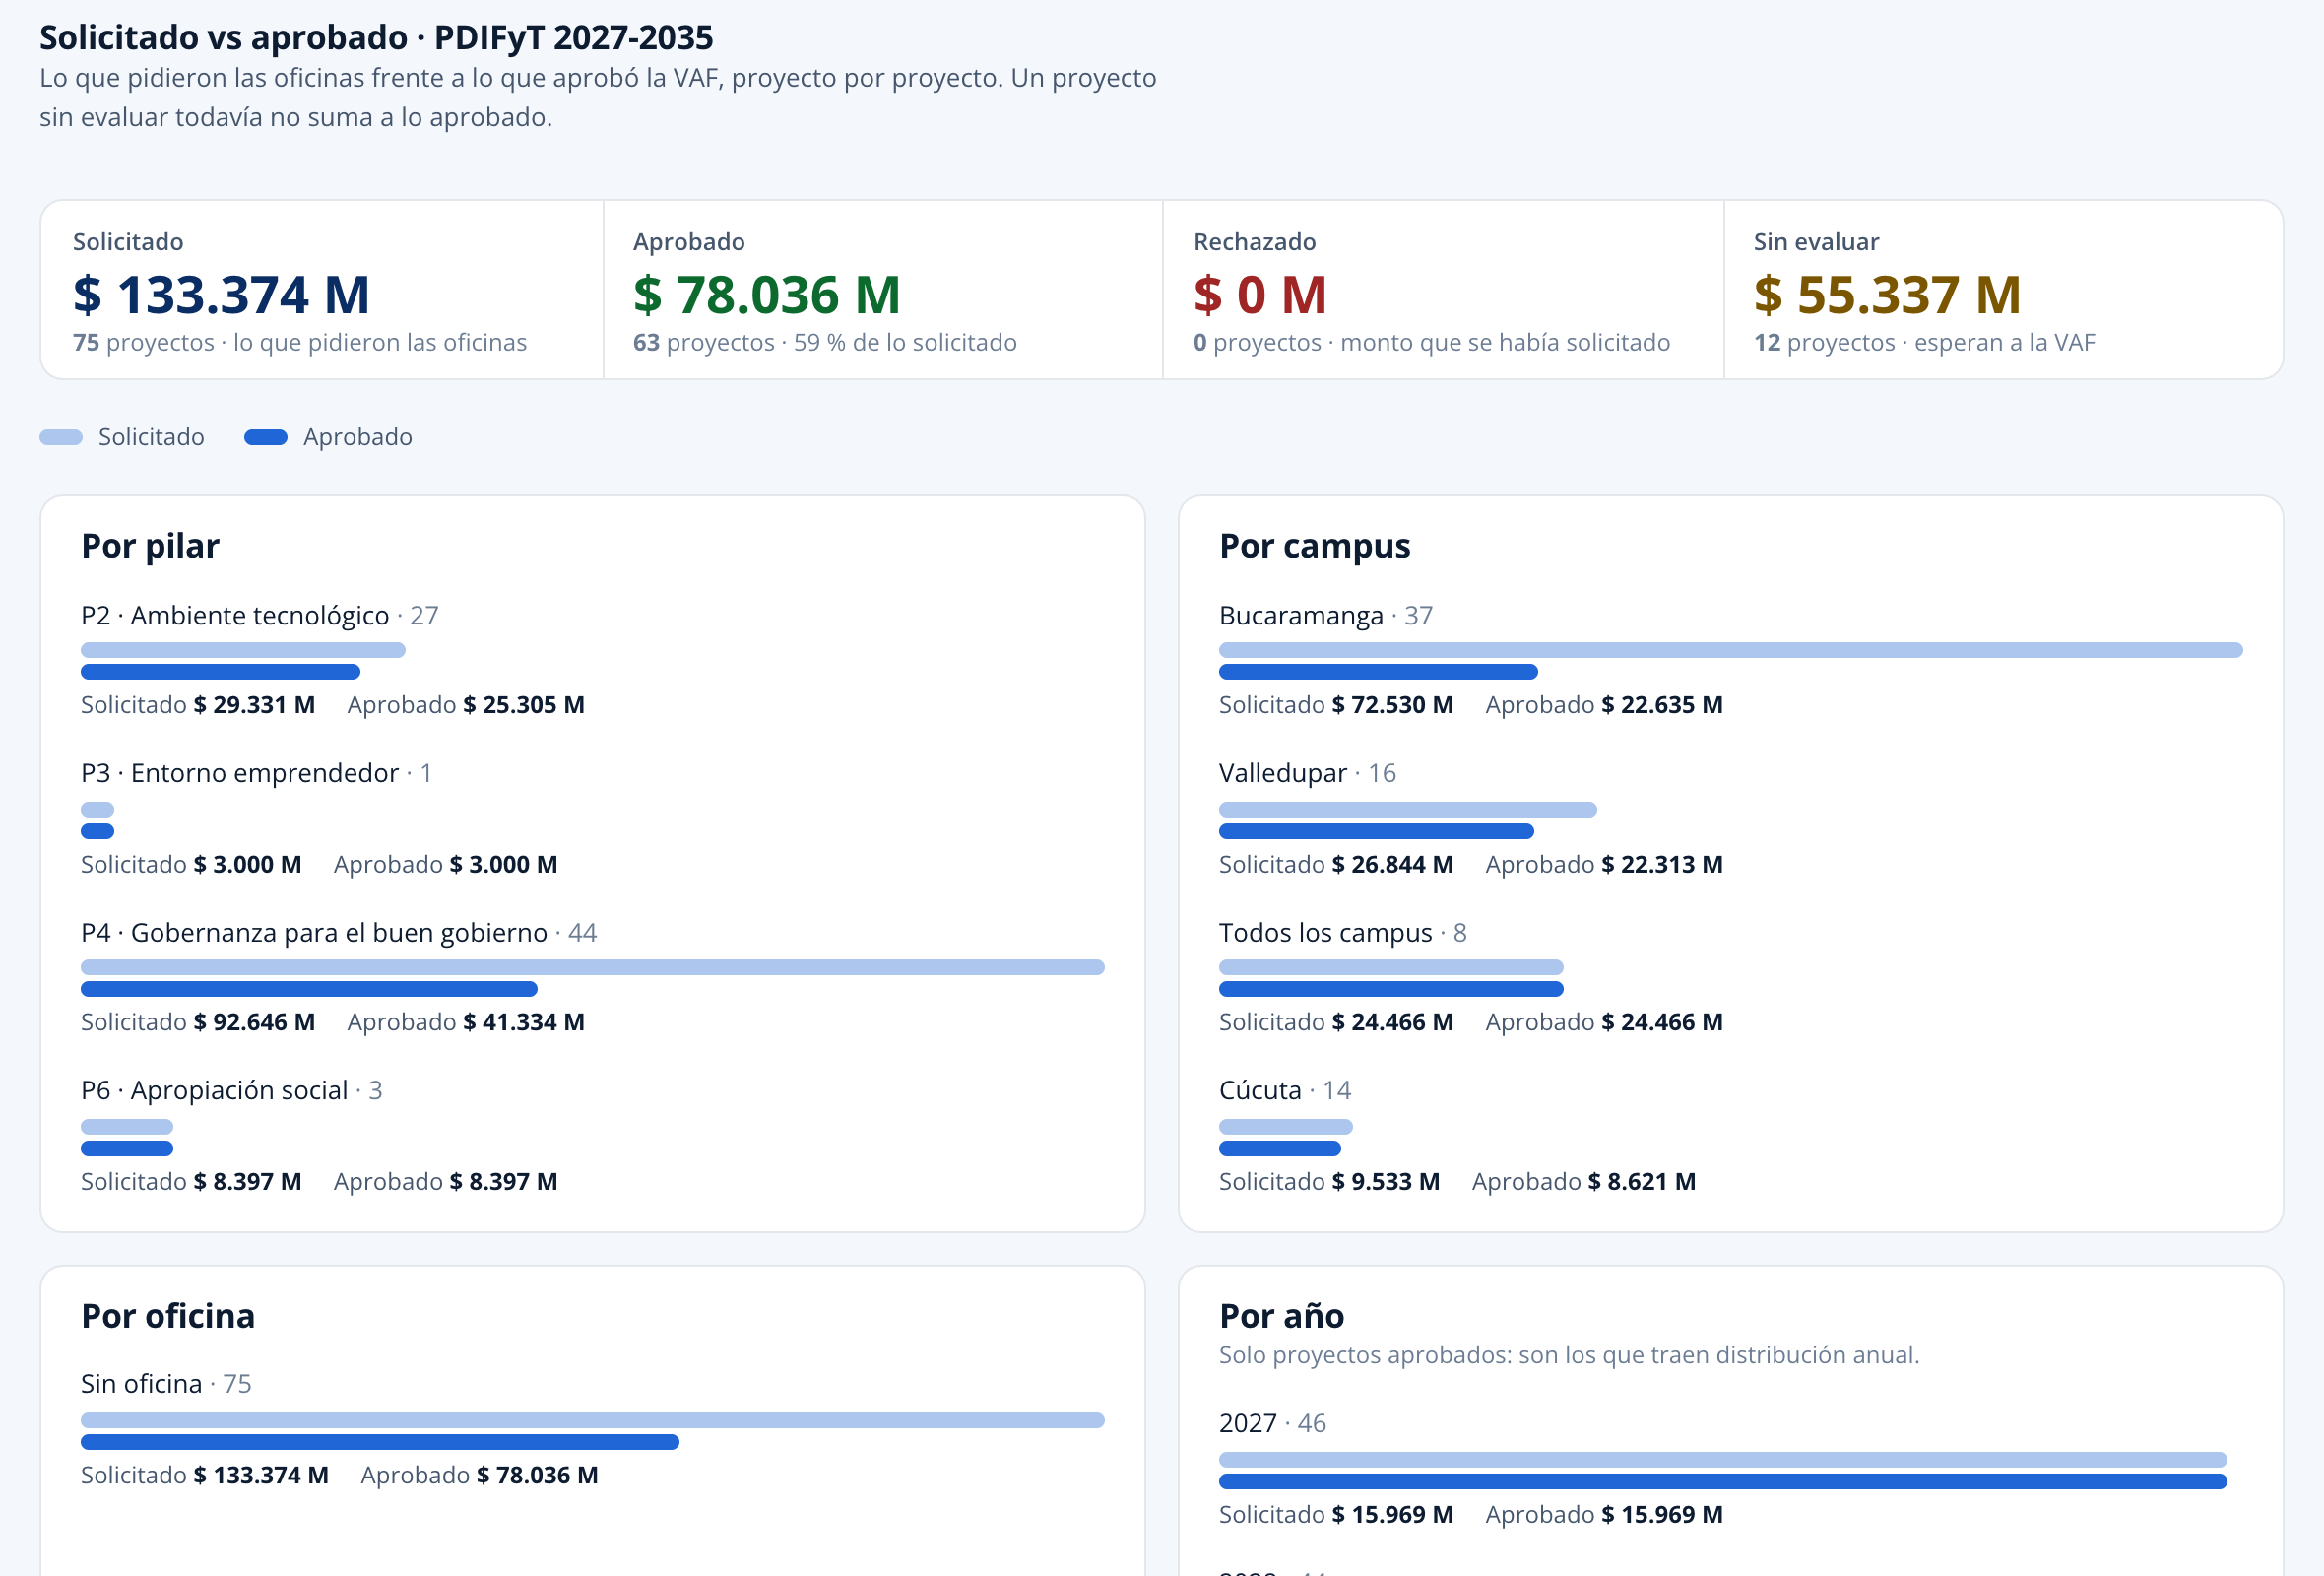 Solicitado vs aprobado · PDIFyT 2027-2035
Lo que pidieron las oficinas frente a lo que aprobó la VAF, proyecto por proyecto. Un proyecto
sin evaluar todavía no suma a lo aprobado.
Solicitado
$ 133.374 M
75 proyectos · lo que pidieron las oficinas
Aprobado
$ 78.036 M
63 proyectos · 59 % de lo solicitado
Rechazado
$ 0 M
0 proyectos · monto que se había solicitado
Sin evaluar
$ 55.337 M
12 proyectos · esperan a la VAF
Solicitado Aprobado
Por pilar
P2 · Ambiente tecnológico · 27
Solicitado $ 29.331 M Aprobado $ 25.305 M
P3 · Entorno emprendedor · 1
Solicitado $ 3.000 M Aprobado $ 3.000 M
P4 · Gobernanza para el buen gobierno · 44
Solicitado $ 92.646 M Aprobado $ 41.334 M
P6 · Apropiación social · 3
Solicitado $ 8.397 M Aprobado $ 8.397 M
Por campus
Bucaramanga · 37
Solicitado $ 72.530 M Aprobado $ 22.635 M
Valledupar · 16
Solicitado $ 26.844 M Aprobado $ 22.313 M
Todos los campus · 8
Solicitado $ 24.466 M Aprobado $ 24.466 M
Cúcuta · 14
Solicitado $ 9.533 M Aprobado $ 8.621 M
Por oficina
Sin oficina · 75
Solicitado $ 133.374 M Aprobado $ 78.036 M
Por año
Solo proyectos aprobados: son los que traen distribución anual.
2027 · 46
Solicitado $ 15.969 M Aprobado $ 15.969 M